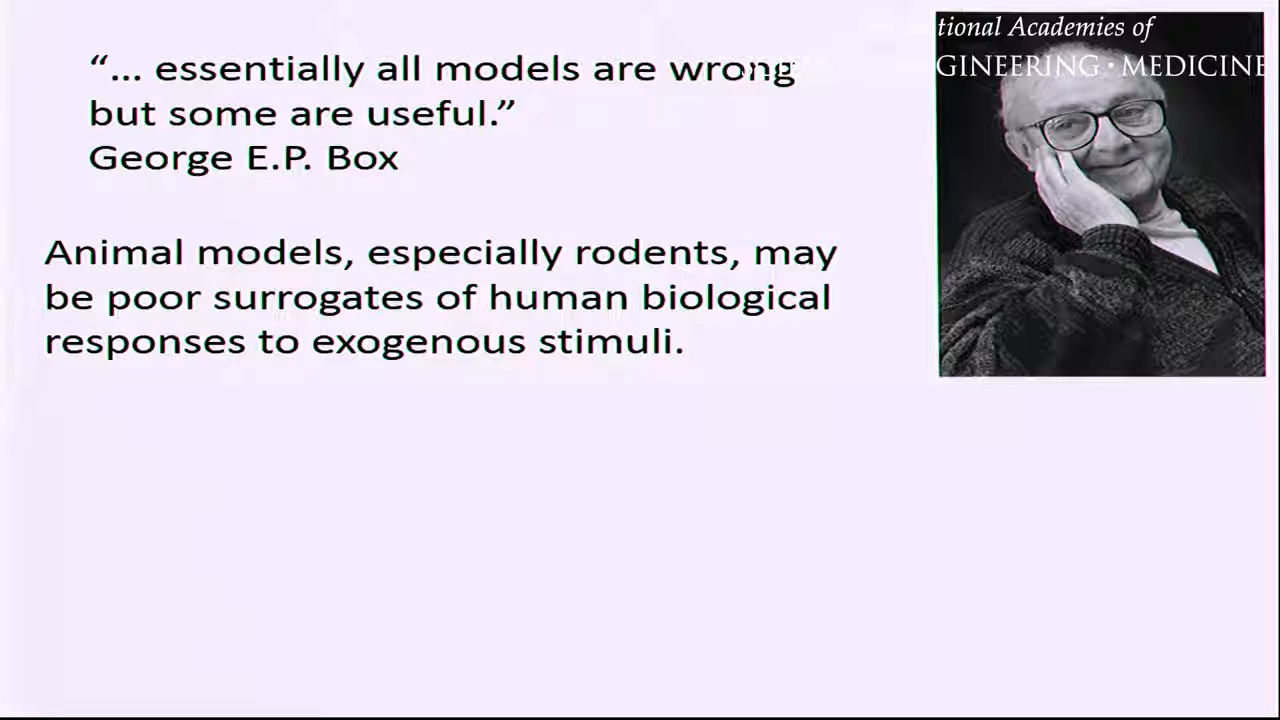 “... essentially all models are wrong
but some are useful.”
George E.P. Box
Animal models, especially rodents, may
be poor surrogates of human biological
responses to exogenous stimuli.
tional Academies of
GINEERING · MEDICINE